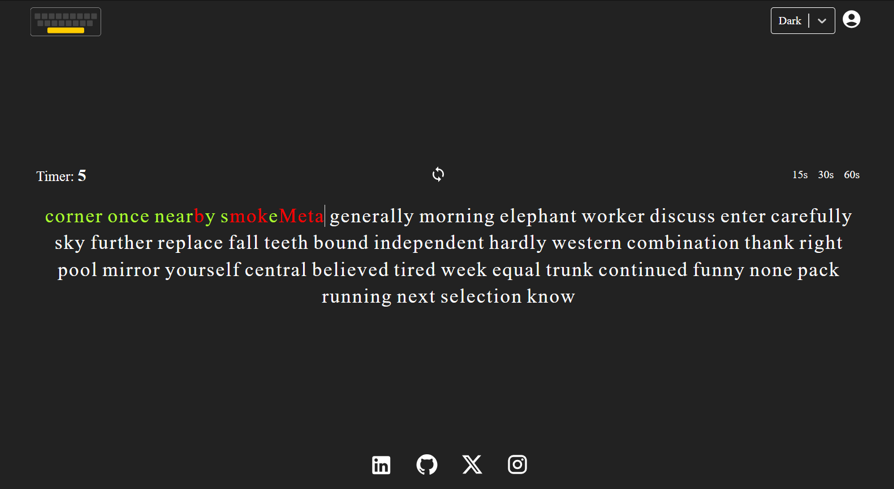 Dark
Timer: 5
15s 30s 60s
corner once nearby smokeMeta generally morning elephant worker discuss enter carefully
sky further replace fall teeth bound independent hardly western combination thank right
pool mirror yourself central believed tired week equal trunk continued funny none pack
running next selection know